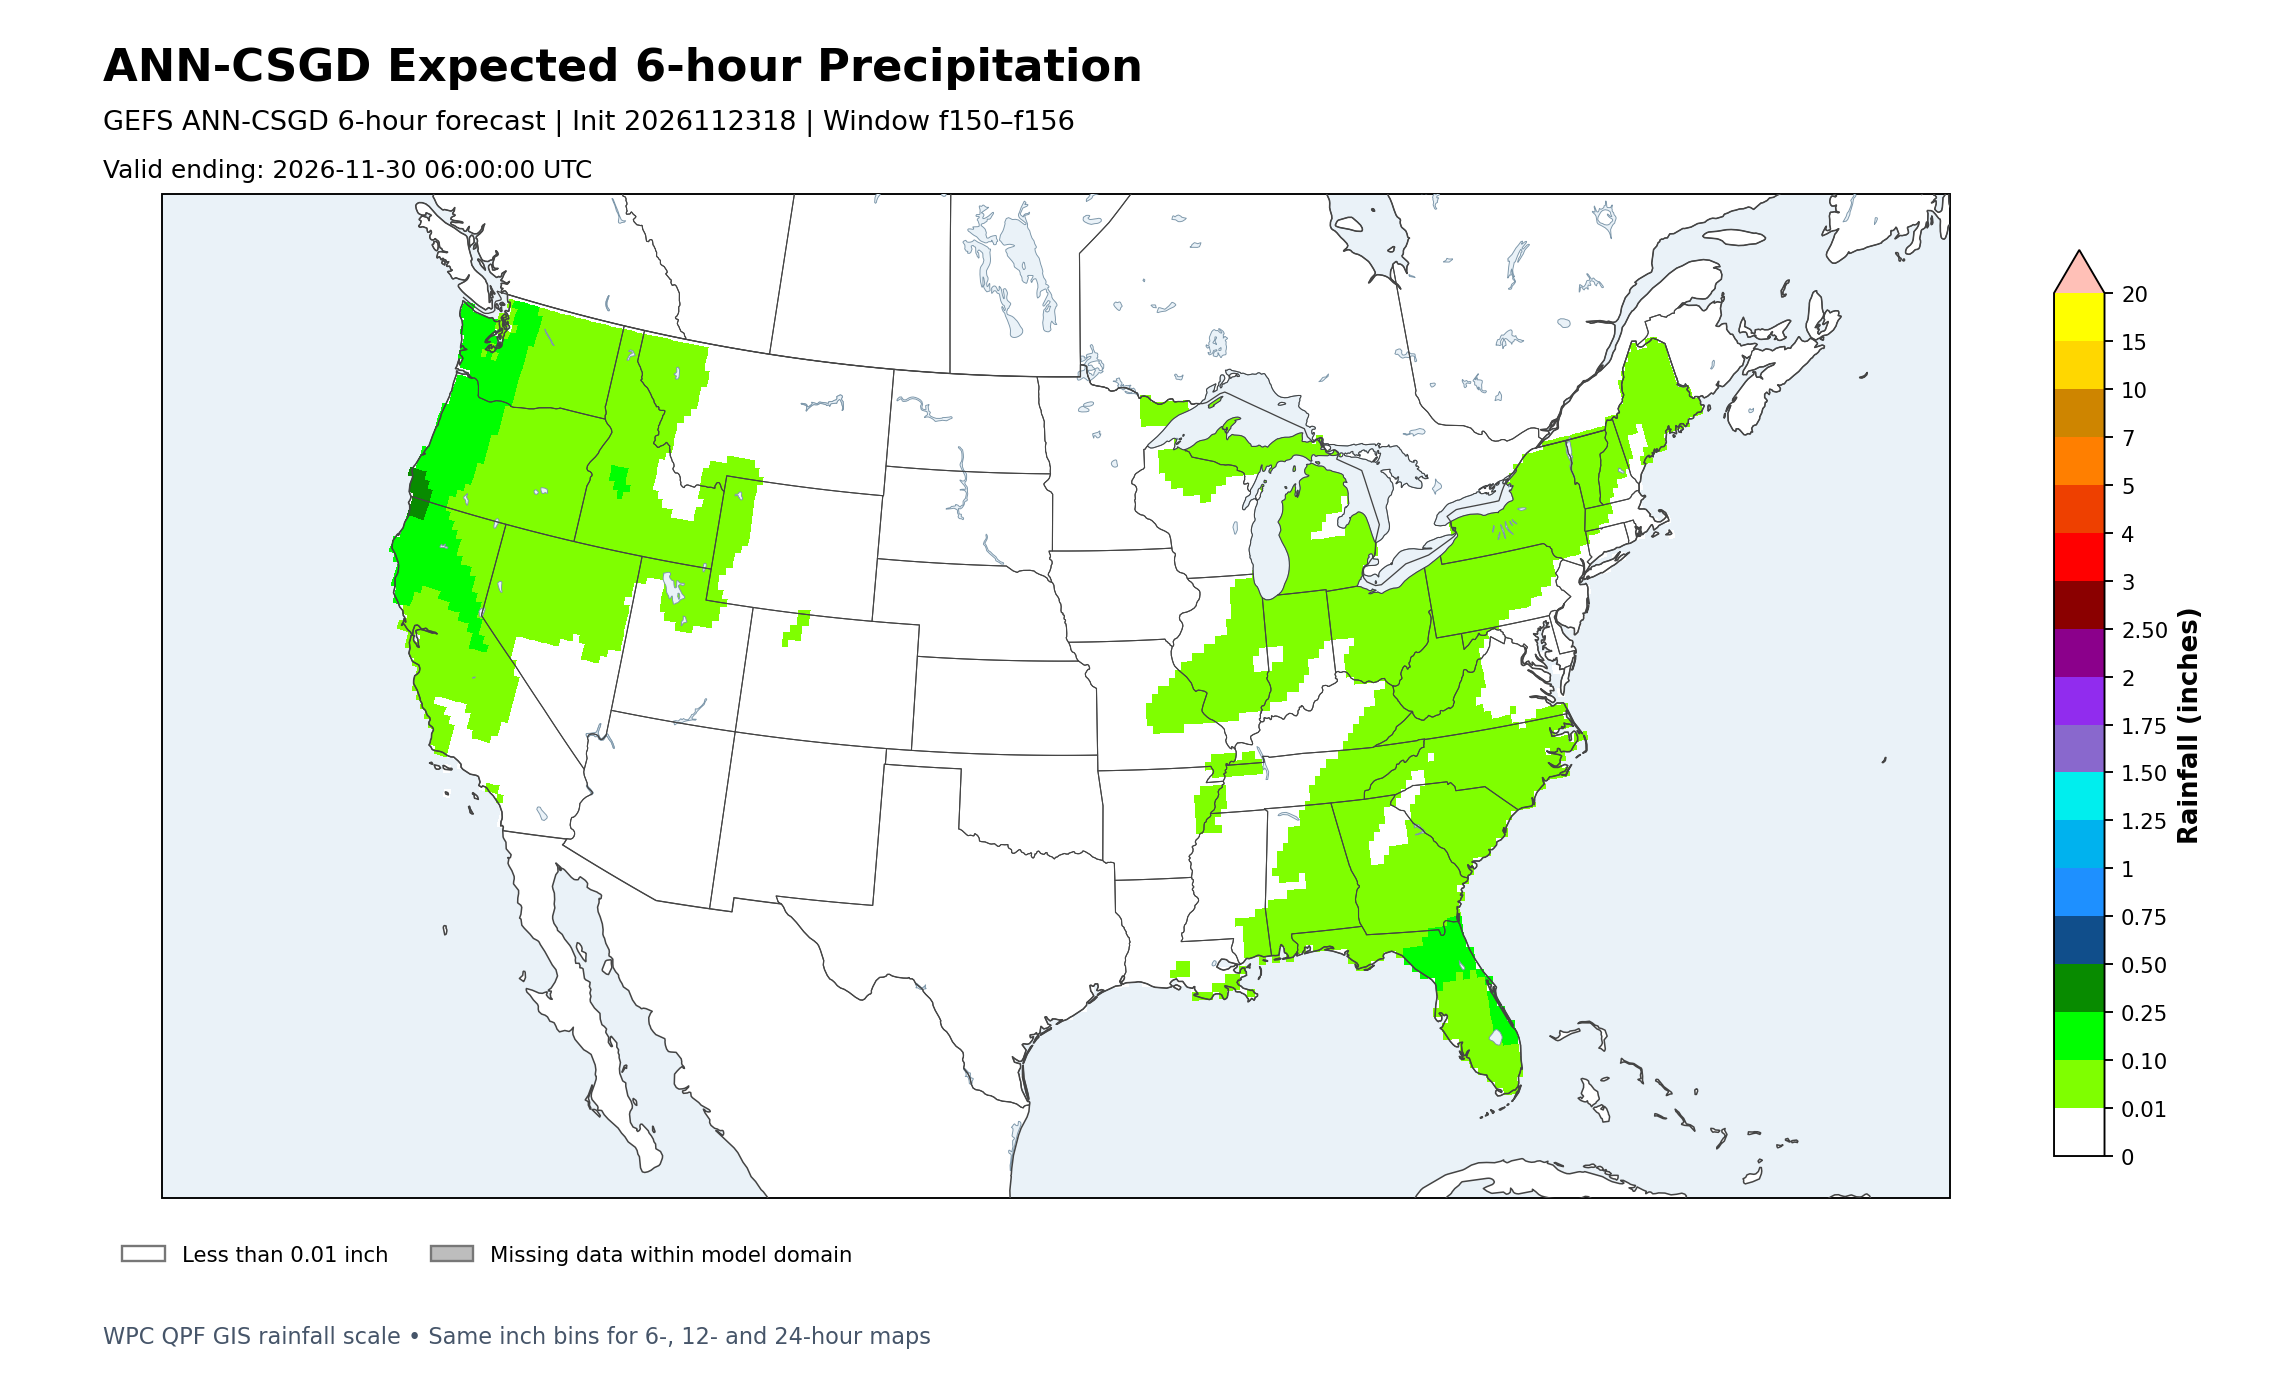 ANN-CSGD Expected 6-hour Precipitation
GEFS ANN-CSGD 6-hour forecast | Init 2026112318 | Window f150–f156
Valid ending: 2026-11-30 06:00:00 UTC
20
15
10
7
5
4
3
2.50
2
1.75
1.50
1.25
1
0.75
0.50
0.25
0.10
0.01
0
Rainfall (inches)
Less than 0.01 inch
Missing data within model domain
WPC QPF GIS rainfall scale • Same inch bins for 6-, 12- and 24-hour maps